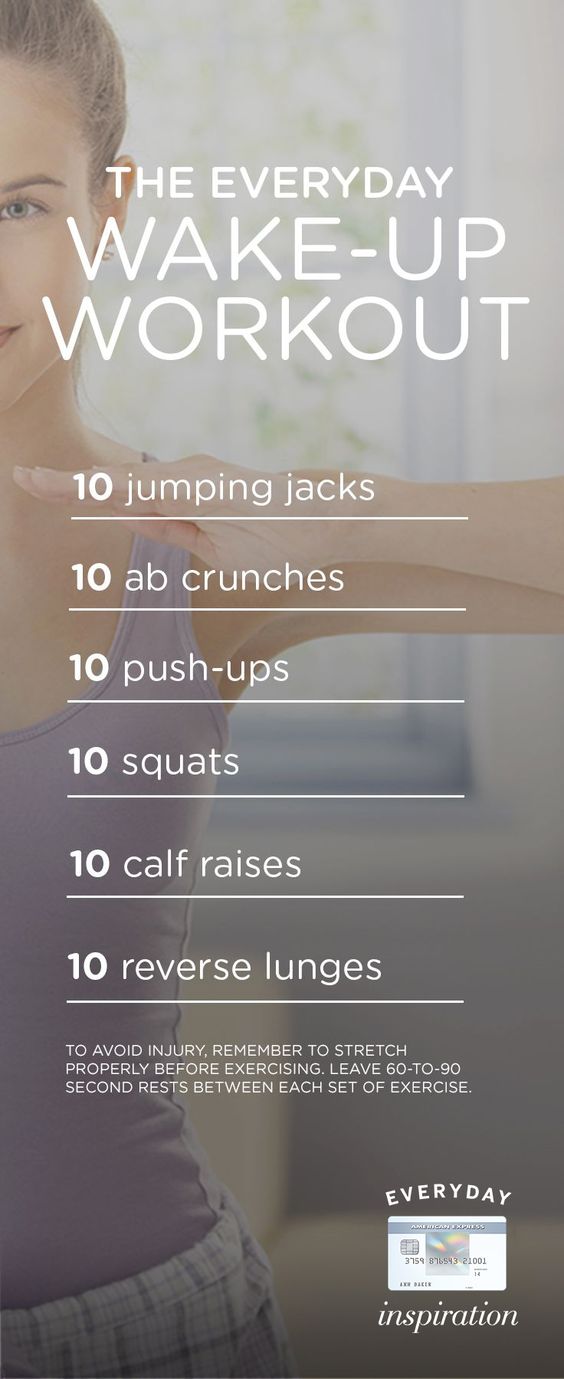 THE EVERYDAY
WAKE-UP
WORKOUT
10 jumping jacks
10 ab crunches
10 push-ups
10 squats
10 calf raises
10 reverse lunges
TO AVOID INJURY, REMEMBER TO STRETCH
PROPERLY BEFORE EXERCISING. LEAVE 60-TO-90
SECOND RESTS BETWEEN EACH SET OF EXERCISE.
EVERYDAY
AMERICAN EXPRESS
3759 876543 21001
14
ANN BAKER
inspiration